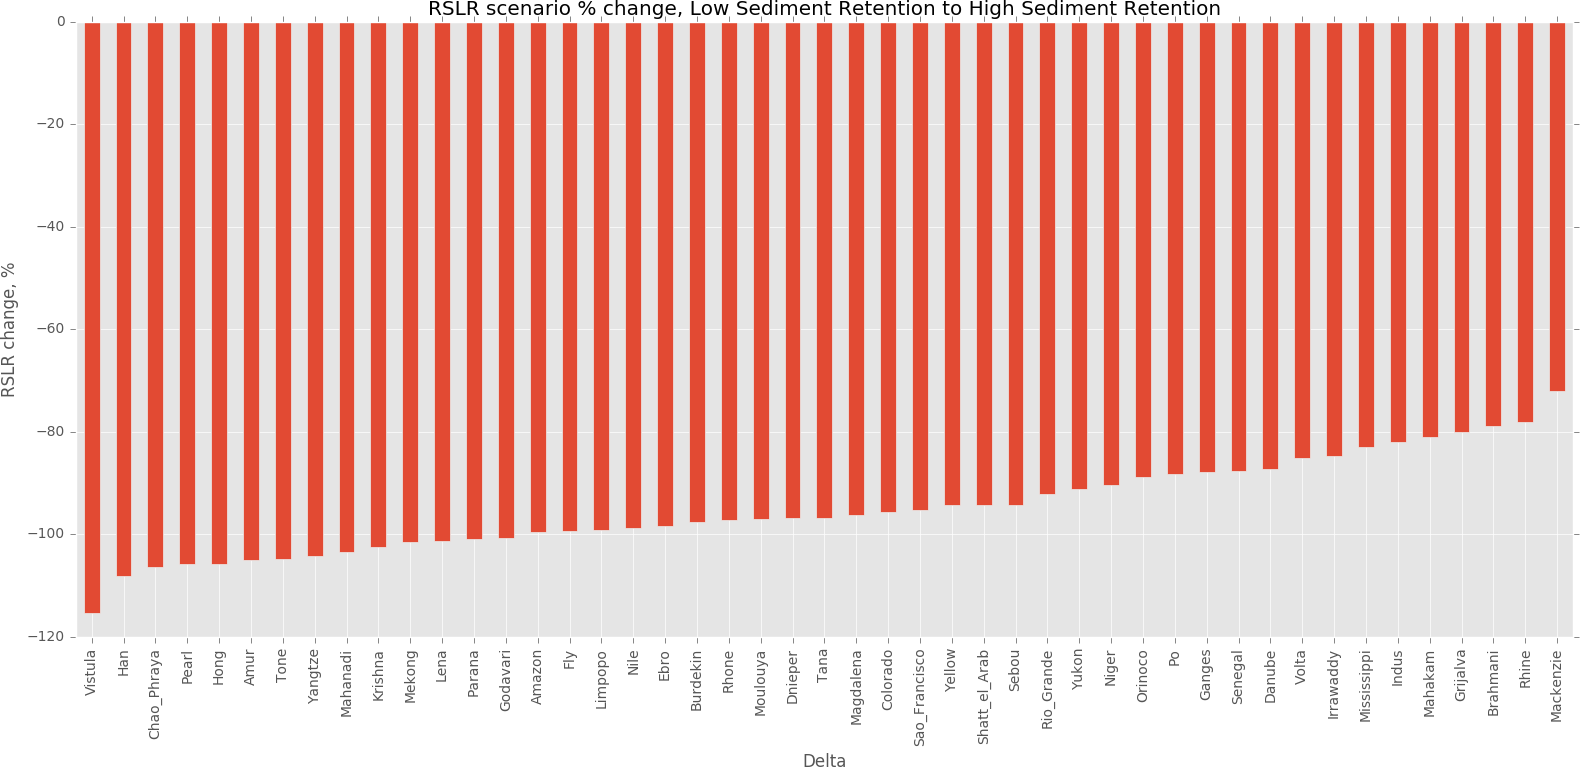 RSLR scenario % change, Low Sediment Retention to High Sediment Retention
RSLR change, %
0
−20
−40
−60
−80
−100
−120
Vistula
Han
Chao_Phraya
Pearl
Hong
Amur
Tone
Yangtze
Mahanadi
Krishna
Mekong
Lena
Parana
Godavari
Amazon
Fly
Limpopo
Nile
Ebro
Burdekin
Rhone
Moulouya
Dnieper
Tana
Magdalena
Colorado
Sao_Francisco
Yellow
Shatt_el_Arab
Sebou
Rio_Grande
Yukon
Niger
Orinoco
Po
Ganges
Senegal
Danube
Volta
Irrawaddy
Mississippi
Indus
Mahakam
Grijalva
Brahmani
Rhine
Mackenzie
Delta